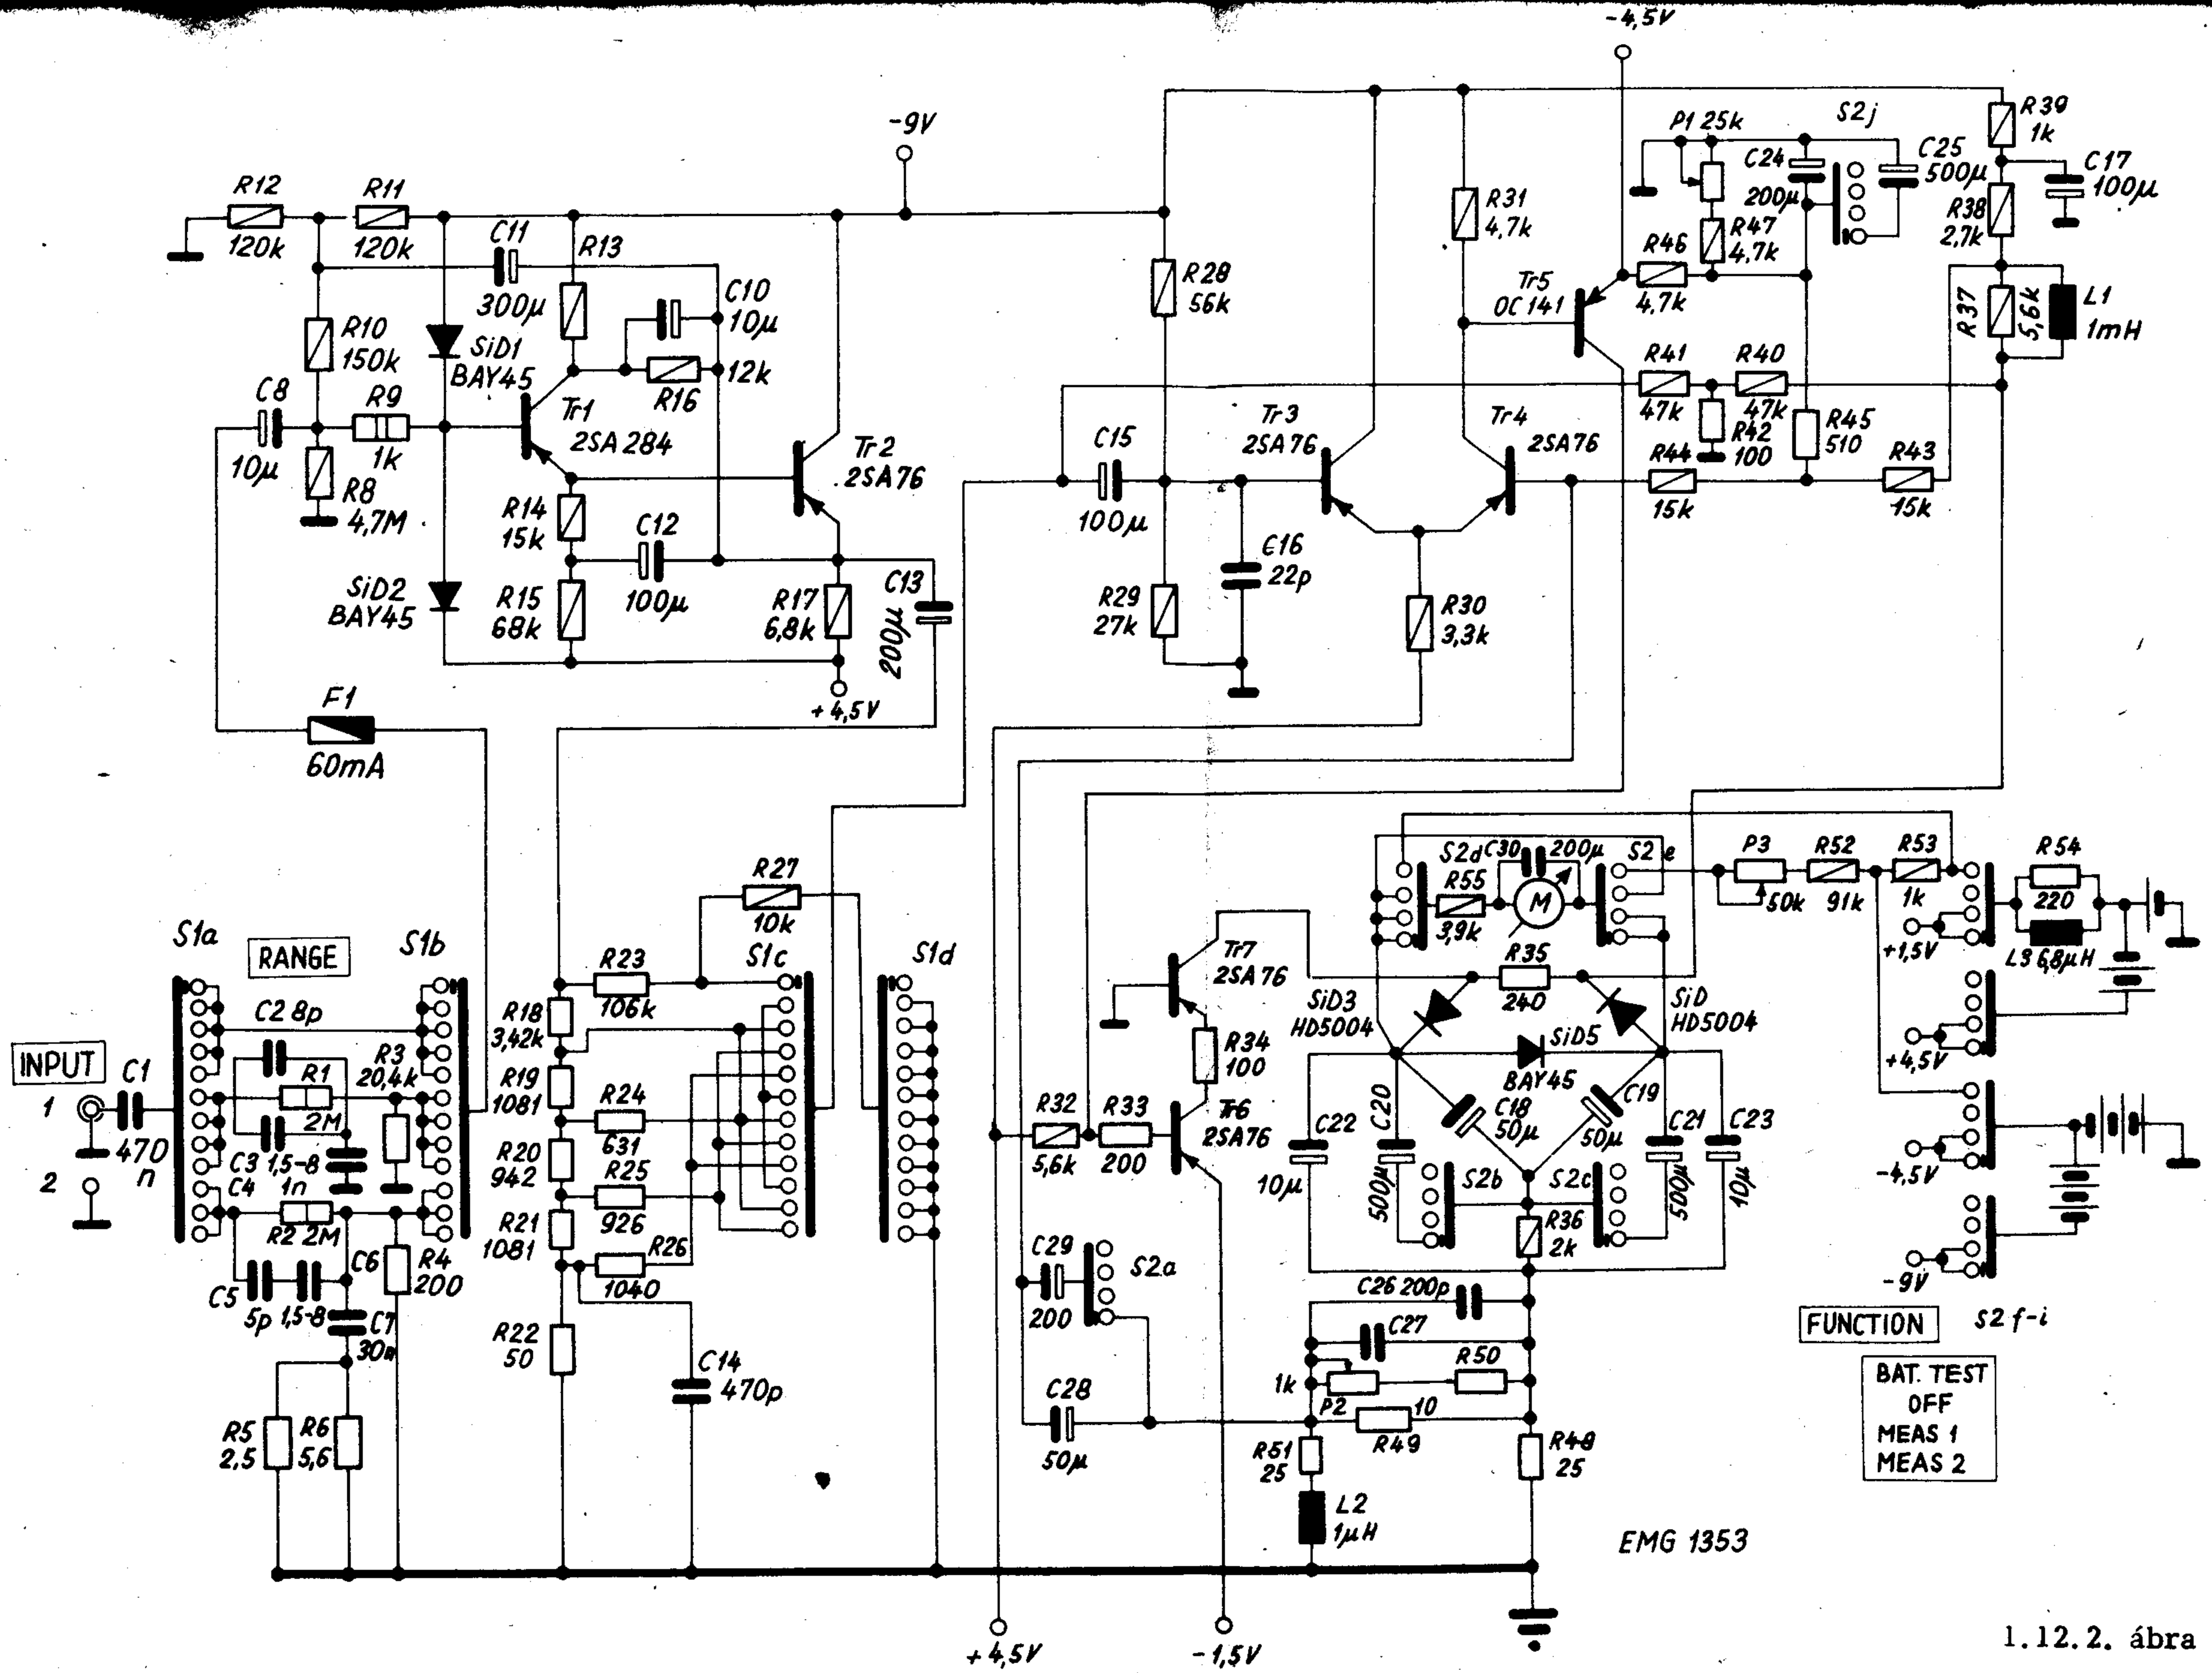 -4,5V
-9V
R12
120k
R11
120k
C11
300μ
R13
C10
10μ
R10
150k
SiD1
BAY45
12k
R16
C8
10μ
R9
1k
Tr1
2SA284
R8
4,7M
R14
15k
Tr2
2SA76
C12
100μ
SiD2
BAY45
R15
68k
R17
6,8k
C13
200μ
+4,5V
F1
60mA
R28
56k
R31
4,7k
Tr5
OC141
P1 25k
S2j
C24
200μ
C25
500μ
R39
1k
C17
100μ
R38
2,7k
R47
4,7k
R46
4,7k
R37
5,6k
L1
1mH
R41
47k
R40
47k
R42
100
R45
510
R43
15k
R44
15k
Tr3
2SA76
Tr4
2SA76
C15
100μ
C16
22p
R29
27k
R30
3,3k
S1a
RANGE
S1b
C2 8p
R3
20,4k
R1
2M
INPUT
1
2
C1
470
n
C3
1,5-8
C4
1n
R2 2M
C5
5p
1,5-8
C6
C7
30n
R4
200
R5
2,5
R6
5,6
R27
10k
R23
106k
S1c
S1d
R18
3,42k
R19
1081
R24
631
R20
942
R25
926
R21
1081
R26
1040
R22
50
C14
470p
Tr7
2SA76
R34
100
Tr6
2SA76
R32
5,6k
R33
200
C29
200
S2a
C28
50μ
S2d
C30
200μ
S2e
R55
3,9k
M
R35
240
SiD3
HD5004
SiD
HD5004
SiD5
BAY45
C18
50μ
C19
50μ
C22
10μ
C20
500μ
C21
500μ
C23
10μ
S2b
S2c
R36
2k
C26 200p
C27
R50
1k
P2
10
R49
R51
25
R48
25
L2
1μH
P3
50k
R52
91k
R53
1k
R54
220
L3 6,8μH
+1,5V
+4,5V
-4,5V
-9V
FUNCTION
S2 f-i
BAT. TEST
OFF
MEAS 1
MEAS 2
EMG 1353
+4,5V
-1,5V
1.12.2. ábra